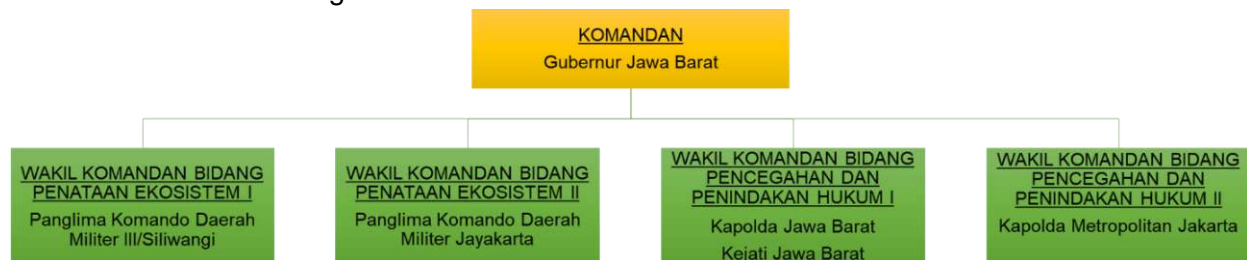 g
KOMANDAN
Gubernur Jawa Barat
WAKIL KOMANDAN BIDANG
PENATAAN EKOSISTEM I
Panglima Komando Daerah
Militer III/Siliwangi
WAKIL KOMANDAN BIDANG
PENATAAN EKOSISTEM II
Panglima Komando Daerah
Militer Jayakarta
WAKIL KOMANDAN BIDANG
PENCEGAHAN DAN
PENINDAKAN HUKUM I
Kapolda Jawa Barat
Kejati Jawa Barat
WAKIL KOMANDAN BIDANG
PENCEGAHAN DAN
PENINDAKAN HUKUM II
Kapolda Metropolitan Jakarta